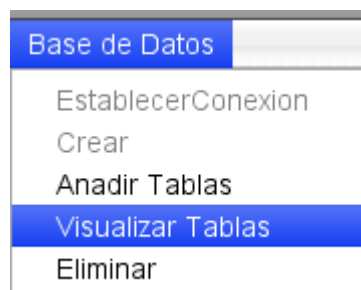 Base de Datos
EstablecerConexion
Crear
Anadir Tablas
Visualizar Tablas
Eliminar